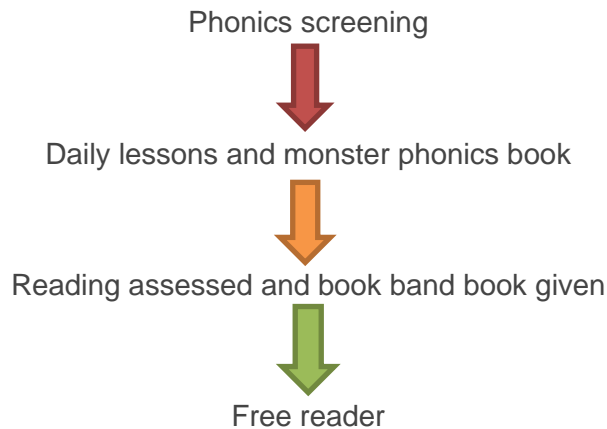 Phonics screening
Daily lessons and monster phonics book
Reading assessed and book band book given
Free reader